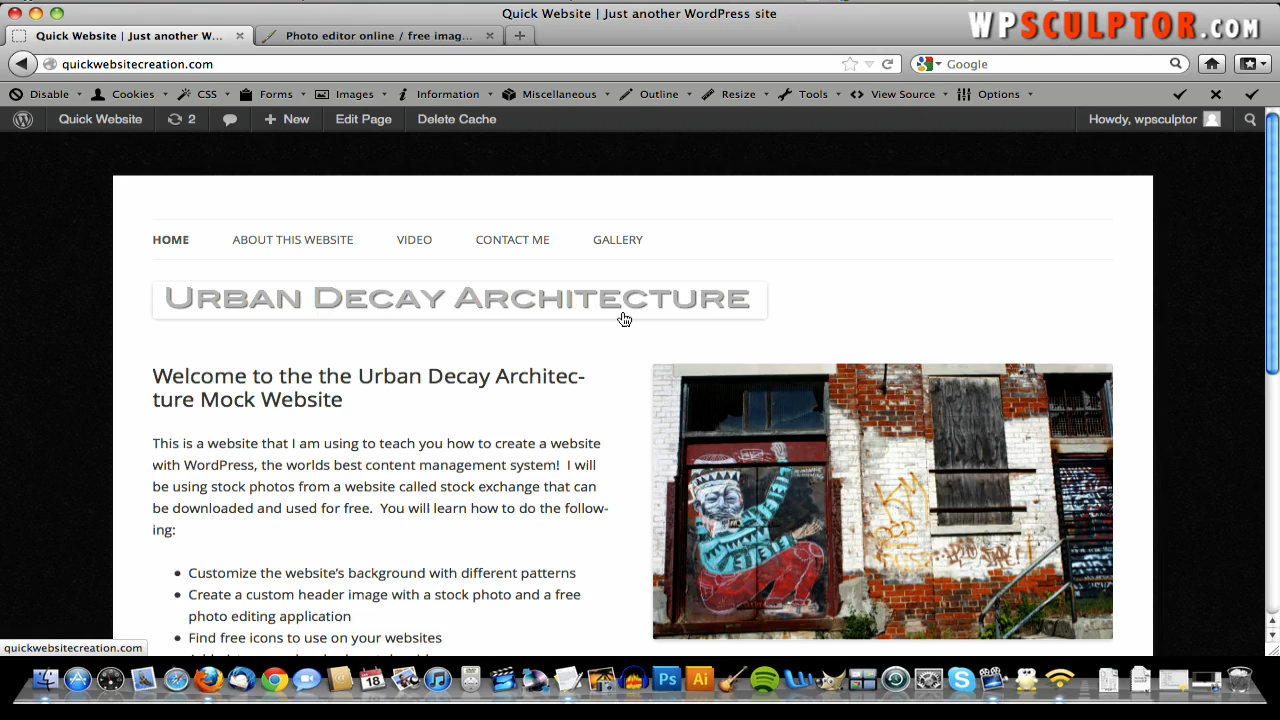 Quick Website | Just another WordPress site
WPSCULPTOR.COM
Quick Website | Just another W...
Photo editor online / free imag...
quickwebsitecreation.com
Google
Disable Cookies CSS Forms Images Information Miscellaneous Outline Resize Tools View Source Options
Quick Website 2 New Edit Page Delete Cache Howdy, wpsculptor
HOME ABOUT THIS WEBSITE VIDEO CONTACT ME GALLERY
URBAN DECAY ARCHITECTURE
Welcome to the the Urban Decay Architec-
ture Mock Website
This is a website that I am using to teach you how to create a website
with WordPress, the worlds best content management system! I will
be using stock photos from a website called stock exchange that can
be downloaded and used for free. You will learn how to do the follow-
ing:
Customize the website's background with different patterns
Create a custom header image with a stock photo and a free
photo editing application
Find free icons to use on your websites
quickwebsitecreation.com
18
Ps
Ai